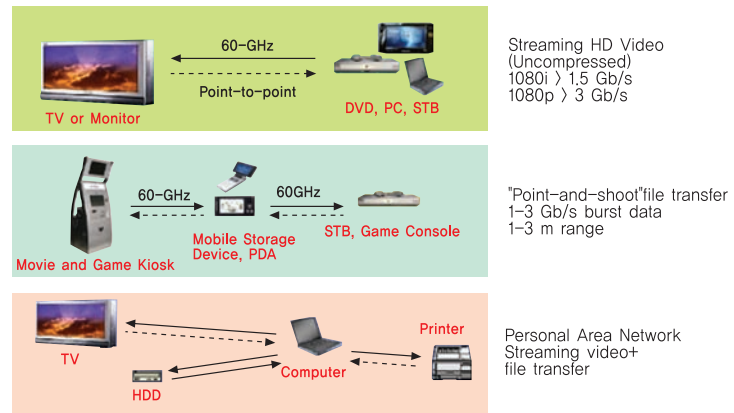 60-GHz
Point-to-point
TV or Monitor
DVD, PC, STB
Streaming HD Video
(Uncompressed)
1080i 〉 1.5 Gb/s
1080p 〉 3 Gb/s
60-GHz
60GHz
Movie and Game Kiosk
Mobile Storage
Device, PDA
STB, Game Console
"Point-and-shoot"file transfer
1-3 Gb/s burst data
1-3 m range
TV
HDD
Computer
Printer
Personal Area Network
Streaming video+
file transfer